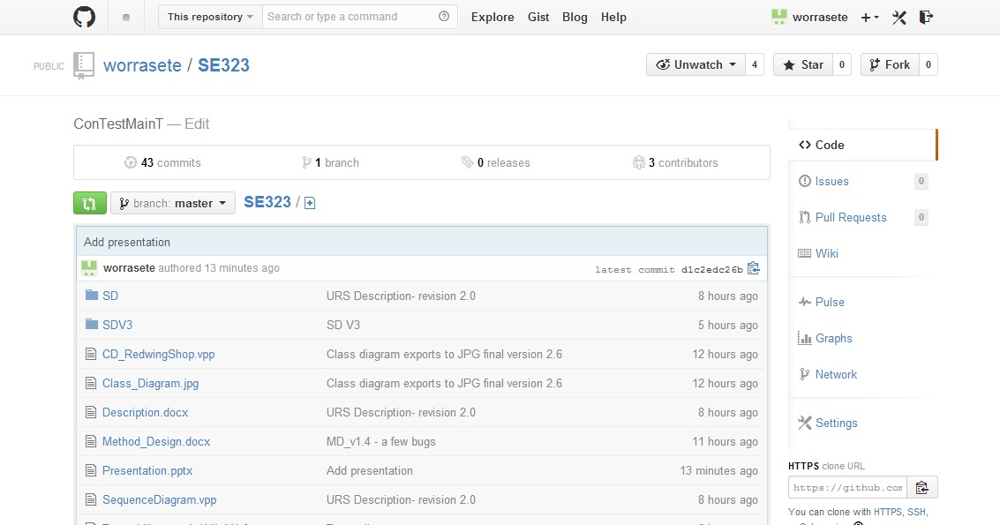 This repository Search or type a command Explore Gist Blog Help worrasete
PUBLIC worrasete / SE323 Unwatch 4 Star 0 Fork 0
ConTestMainT — Edit
43 commits 1 branch 0 releases 3 contributors
branch: master SE323 /
Add presentation
worrasete authored 13 minutes ago latest commit d1c2edc26b
SD URS Description- revision 2.0 8 hours ago
SDV3 SD V3 5 hours ago
CD_RedwingShop.vpp Class diagram exports to JPG final version 2.6 12 hours ago
Class_Diagram.jpg Class diagram exports to JPG final version 2.6 12 hours ago
Description.docx URS Description- revision 2.0 8 hours ago
Method_Design.docx MD_v1.4 - a few bugs 11 hours ago
Presentation.pptx Add presentation 13 minutes ago
SequenceDiagram.vpp URS Description- revision 2.0 8 hours ago
Code
Issues 0
Pull Requests 0
Wiki
Pulse
Graphs
Network
Settings
HTTPS clone URL
https://github.com
You can clone with HTTPS, SSH,